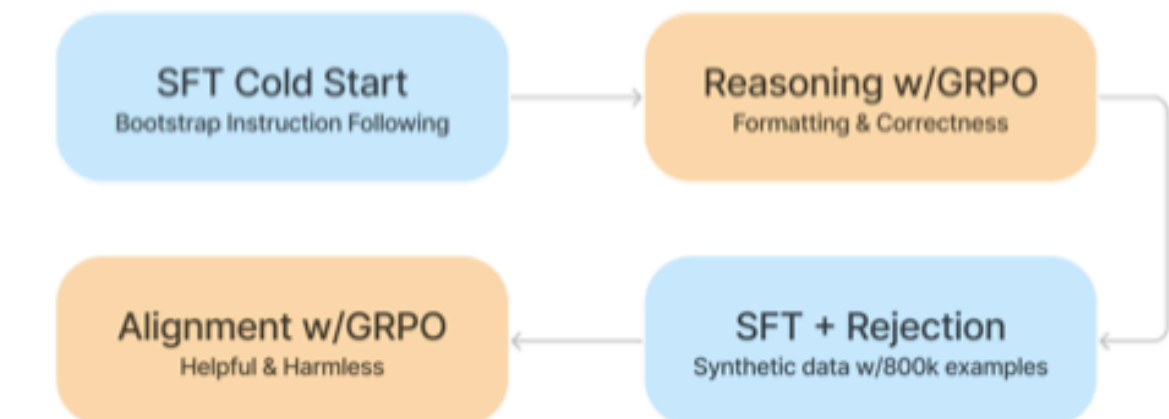 SFT Cold Start
Bootstrap Instruction Following
Reasoning w/GRPO
Formatting & Correctness
SFT + Rejection
Synthetic data w/800k examples
Alignment w/GRPO
Helpful & Harmless